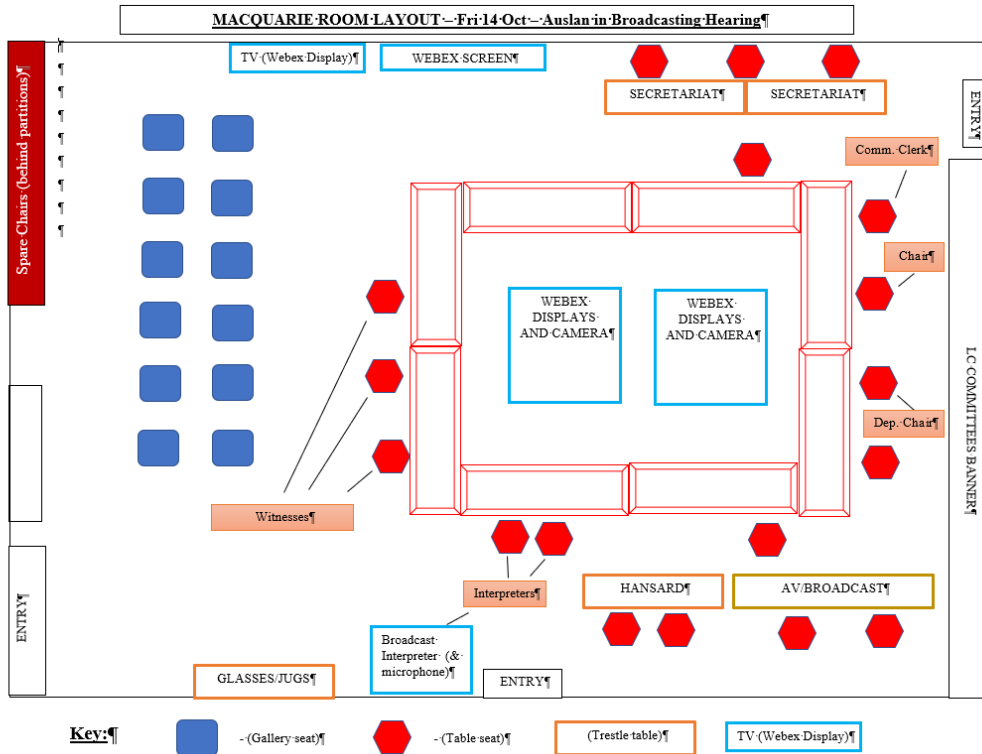 MACQUARIE·ROOM·LAYOUT·–·Fri·14·Oct·–·Auslan·in·Broadcasting·Hearing¶
¶
¶
¶
¶
¶
¶
¶
¶
¶
Spare·Chairs·(behind·partitions)¶
TV·(Webex·Display)¶
WEBEX·SCREEN¶
SECRETARIAT¶
SECRETARIAT¶
ENTRY¶
Comm.·Clerk¶
Chair¶
WEBEX·
DISPLAYS·
AND·CAMERA¶
WEBEX·
DISPLAYS·
AND·CAMERA¶
Dep.·Chair¶
LC·COMMITTEES·BANNER¶
Witnesses¶
ENTRY¶
Interpreters¶
HANSARD¶
AV/BROADCAST¶
Broadcast·
Interpreter·(&·
microphone)¶
GLASSES/JUGS¶
ENTRY¶
Key:¶
-·(Gallery·seat)¶
-·(Table·seat)¶
(Trestle·table)¶
TV·(Webex·Display)¶